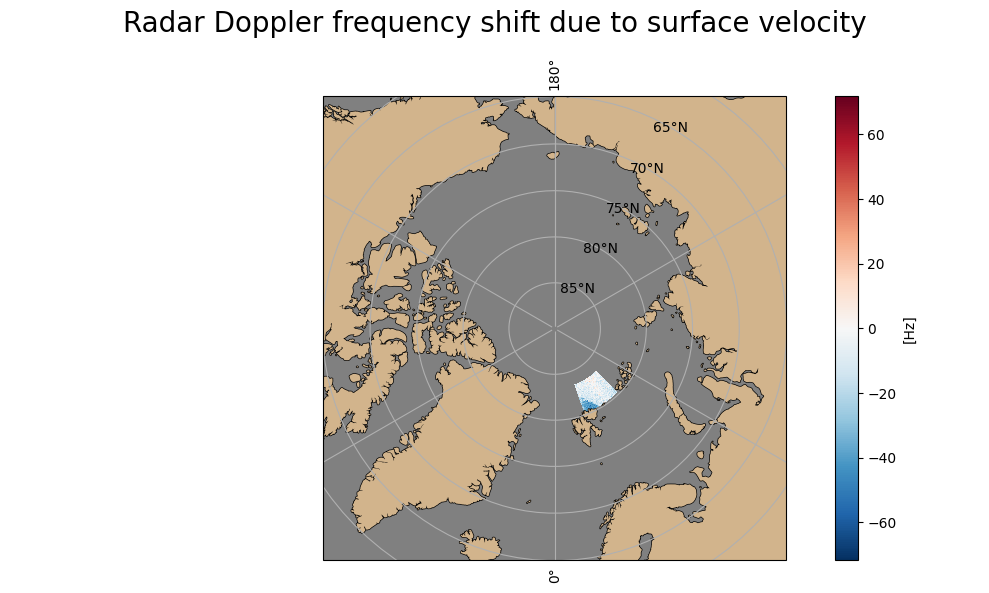 Radar Doppler frequency shift due to surface velocity
180°
65°N
70°N
75°N
80°N
85°N
0°
60
40
20
0
−20
−40
−60
[Hz]